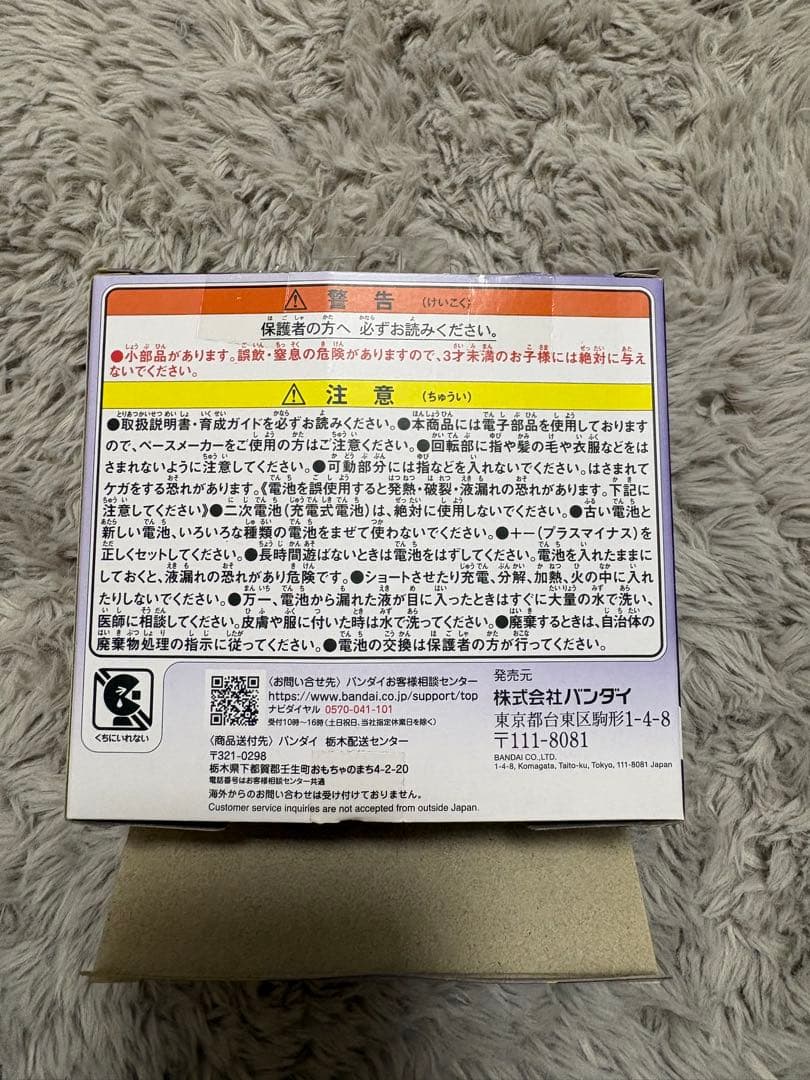 警告 (けいこく)
保護者の方へ 必ずお読みください。
●小部品があります。誤飲・窒息の危険がありますので、3才未満のお子様には絶対に与え
ないでください。
注意 (ちゅうい)
●取扱説明書・育成ガイドを必ずお読みください。●本商品には電子部品を使用しております
ので、ペースメーカーをご使用の方はご注意ください。●回転部に指や髪の毛や衣服などをは
さまれないように注意してください。●可動部分には指などを入れないでください。はさまれて
ケガをする恐れがあります。《電池を誤使用すると発熱・破裂・液漏れの恐れがあります。下記に
注意してください》●二次電池(充電式電池)は、絶対に使用しないでください。●古い電池と
新しい電池、いろいろな種類の電池をまぜて使わないでください。●+-(プラスマイナス)を
正しくセットしてください。●長時間遊ばないときは電池をはずしてください。電池を入れたままに
しておくと、液漏れの恐れがあり危険です。●ショートさせたり充電、分解、加熱、火の中に入れ
たりしないでください。●万一、電池から漏れた液が目に入ったときはすぐに大量の水で洗い、
医師に相談してください。皮膚や服に付いた時は水で洗ってください。●廃棄するときは、自治体の
廃棄物処理の指示に従ってください。●電池の交換は保護者の方が行ってください。
くちにいれない
〈お問い合せ先〉バンダイお客様相談センター
https://www.bandai.co.jp/support/top
ナビダイヤル 0570-041-101
受付10時～16時(土日祝日、当社指定休業日を除く)
〈商品送付先〉バンダイ 栃木配送センター
〒321-0298
栃木県下都賀郡壬生町おもちゃのまち4-2-20
電話番号はお客様相談センター共通
海外からのお問い合わせは受け付けておりません。
Customer service inquiries are not accepted from outside Japan.
発売元
株式会社バンダイ
東京都台東区駒形1-4-8
〒111-8081
BANDAI CO.,LTD.
1-4-8, Komagata, Taito-ku, Tokyo, 111-8081 Japan